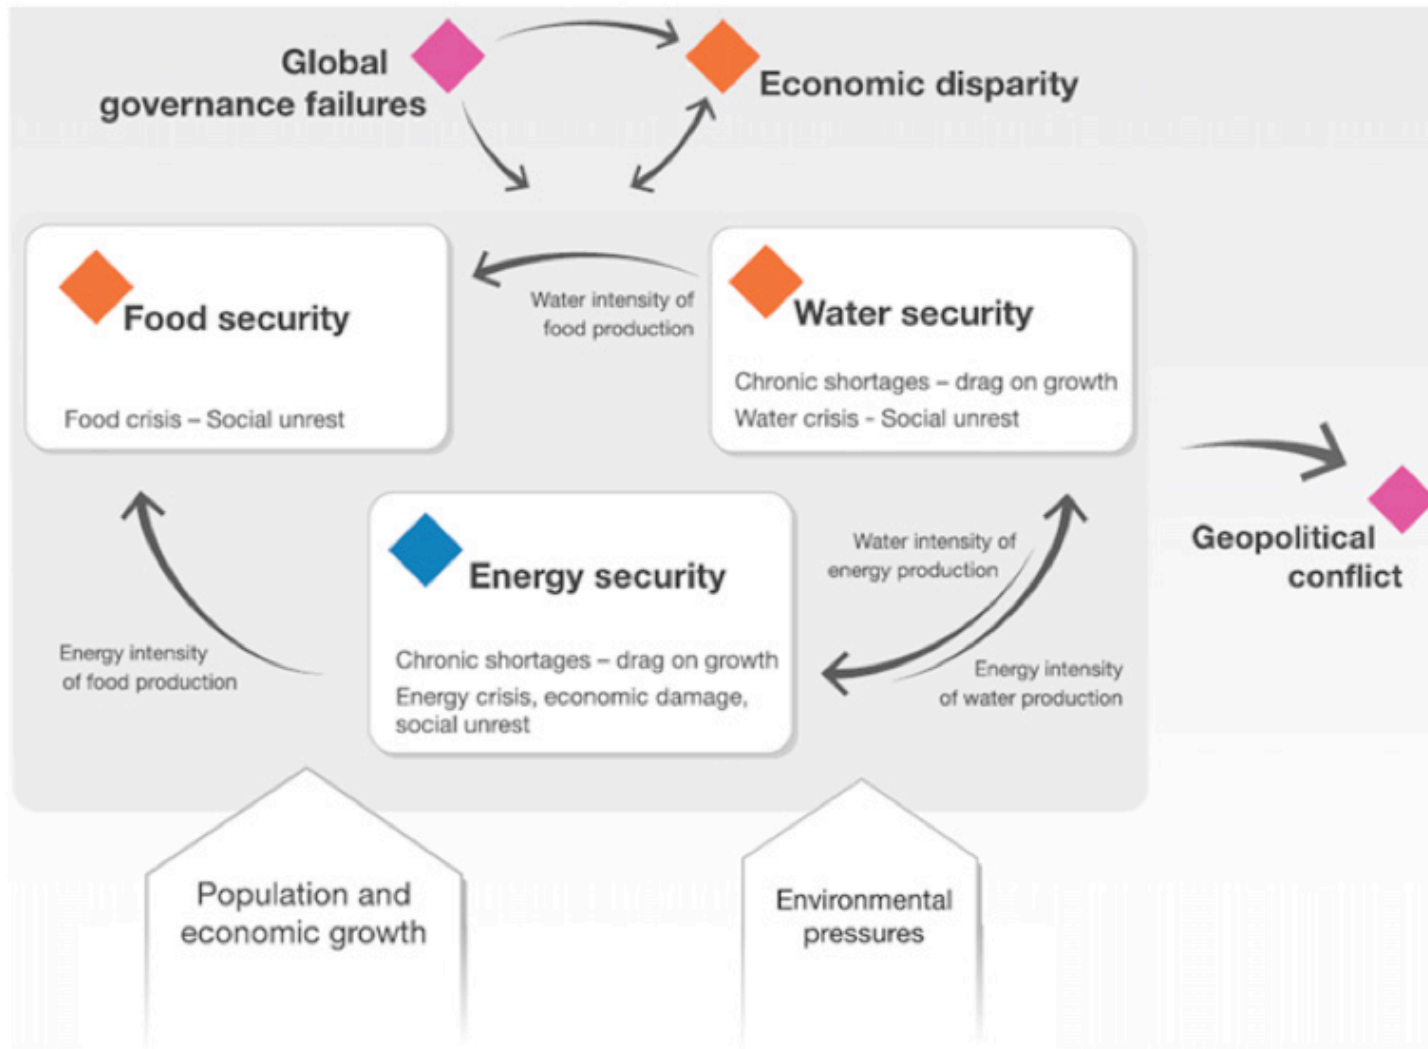 Global
governance failures
Economic disparity
Food security
Food crisis – Social unrest
Water intensity of
food production
Water security
Chronic shortages – drag on growth
Water crisis - Social unrest
Geopolitical
conflict
Energy security
Chronic shortages – drag on growth
Energy crisis, economic damage,
social unrest
Water intensity of
energy production
Energy intensity
of food production
Energy intensity
of water production
Population and
economic growth
Environmental
pressures